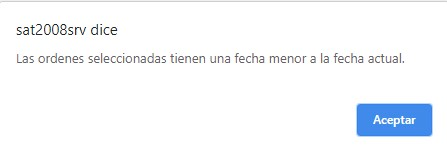 sat2008srv dice
Las ordenes seleccionadas tienen una fecha menor a la fecha actual.
Aceptar